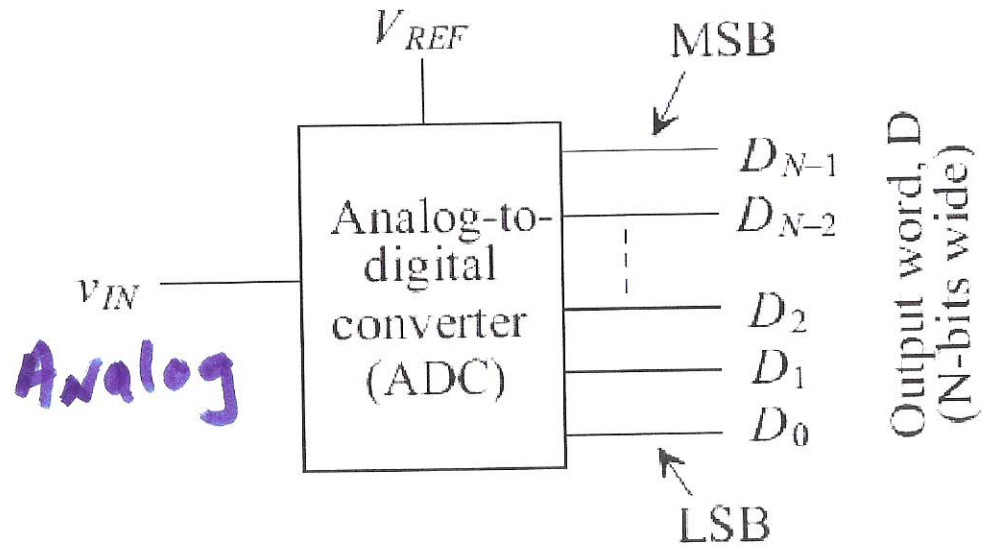 V_REF
MSB
D_N–1
D_N–2
Analog-to-
digital
converter
(ADC)
v_IN
Analog
D_2
D_1
D_0
LSB
Output word, D
(N-bits wide)